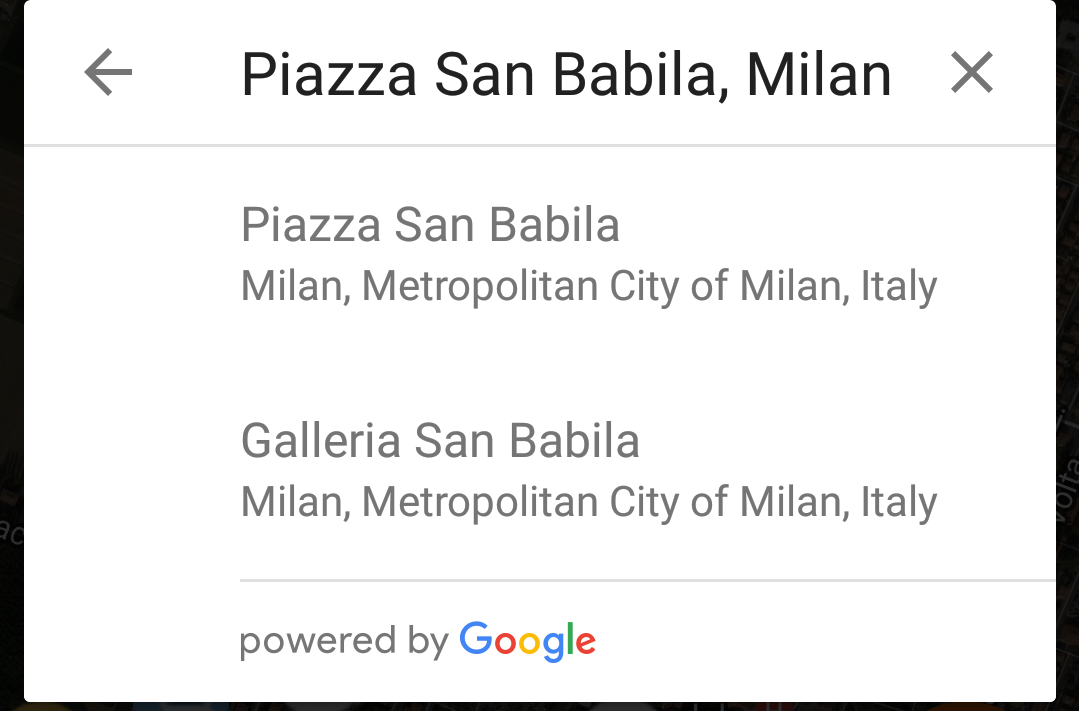 Piazza San Babila, Milan
Piazza San Babila
Milan, Metropolitan City of Milan, Italy
Galleria San Babila
Milan, Metropolitan City of Milan, Italy
powered by Google